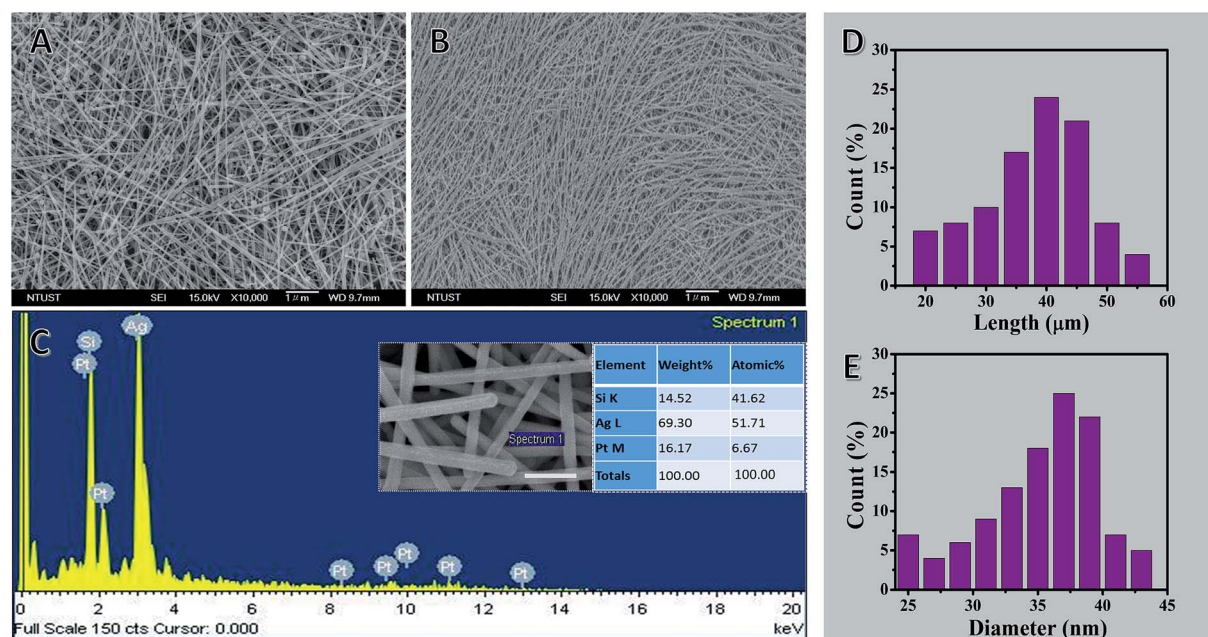 A
NTUST SEI 15.0kV X10,000 1μm WD 9.7mm
B
NTUST SEI 15.0kV X10,000 1μm WD 9.7mm
C
Spectrum 1
Si
Pt
Ag
Pt
Pt
Pt
Pt
Pt
Pt
Spectrum 1
Element Weight% Atomic%
Si K 14.52 41.62
Ag L 69.30 51.71
Pt M 16.17 6.67
Totals 100.00 100.00
0 2 4 6 8 10 12 14 16 18 20
Full Scale 150 cts Cursor: 0.000 keV
D
Count (%)
30
25
20
15
10
5
0
20 30 40 50 60
Length (μm)
E
Count (%)
30
25
20
15
10
5
0
25 30 35 40 45
Diameter (nm)